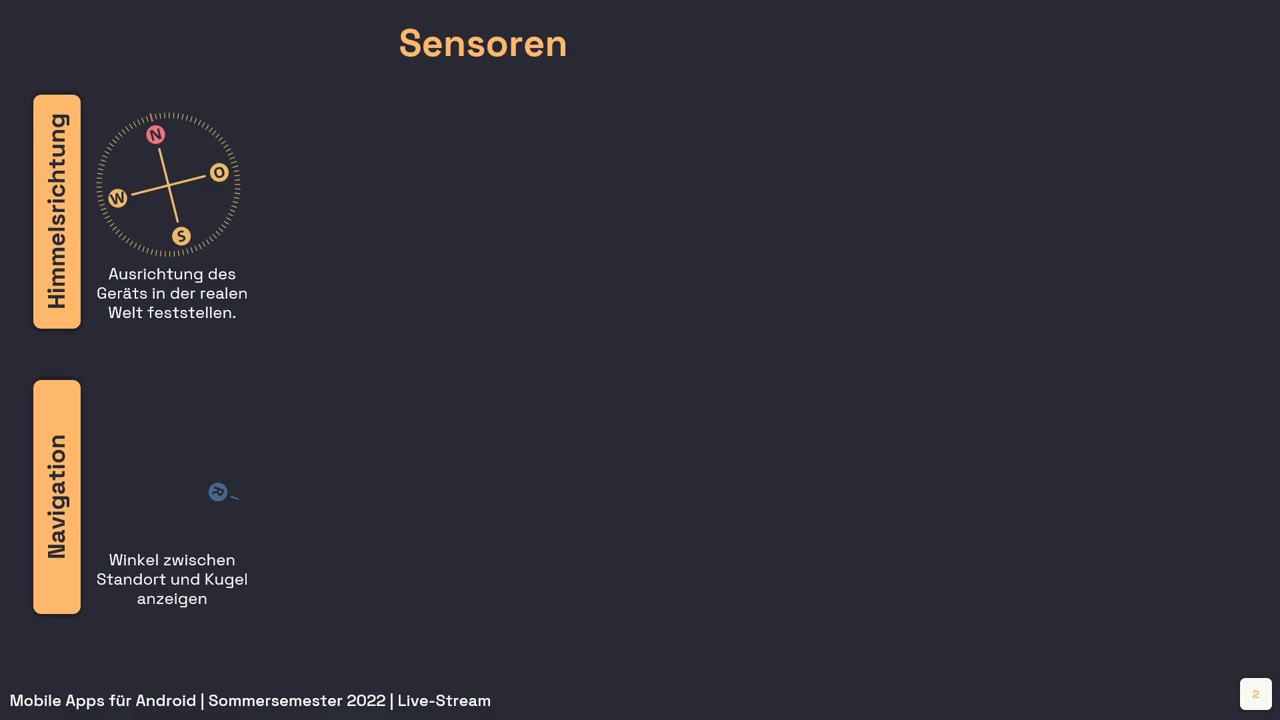 Sensoren
Himmelsrichtung
N
O
W
S
Ausrichtung des
Geräts in der realen
Welt feststellen.
Navigation
R
Winkel zwischen
Standort und Kugel
anzeigen
Mobile Apps für Android | Sommersemester 2022 | Live-Stream
2